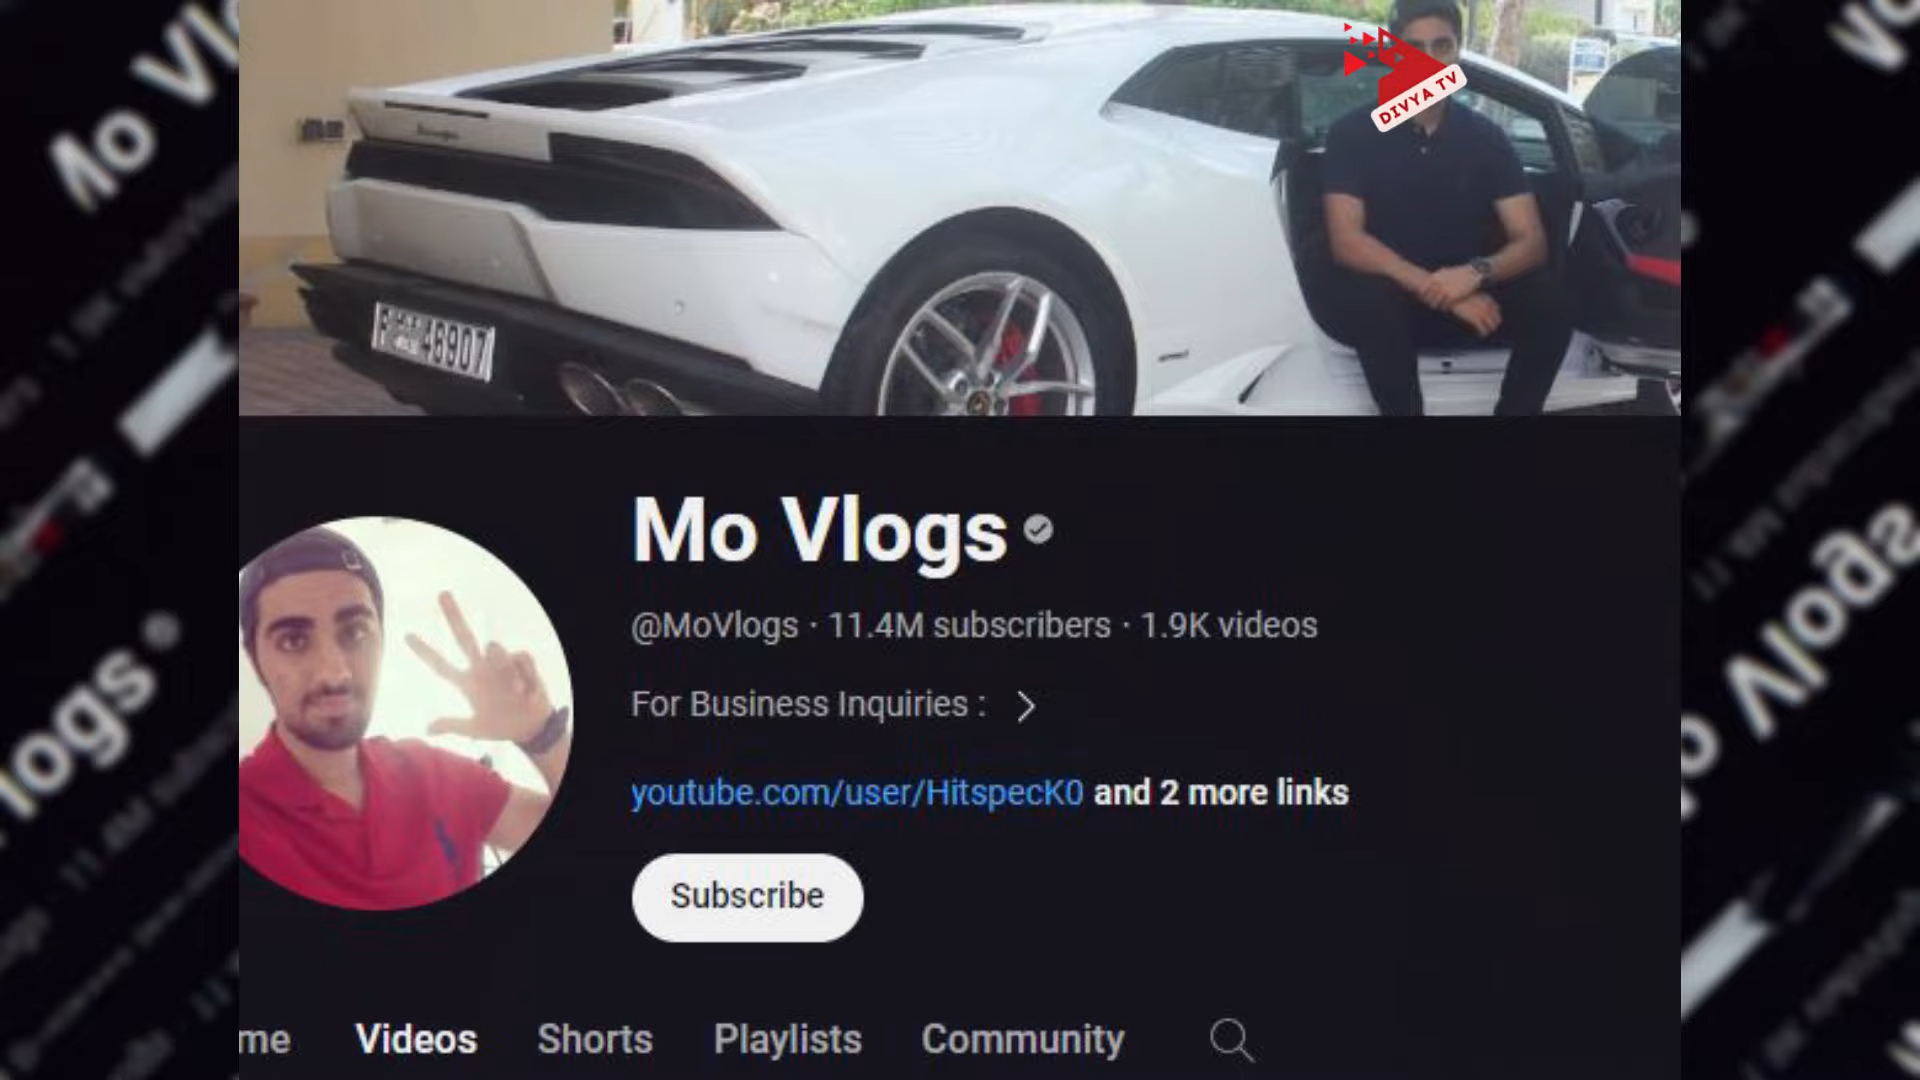 DIVYA TV
F 46907
Mo Vlogs
@MoVlogs · 11.4M subscribers · 1.9K videos
For Business Inquiries :
youtube.com/user/HitspecK0 and 2 more links
Subscribe
me Videos Shorts Playlists Community